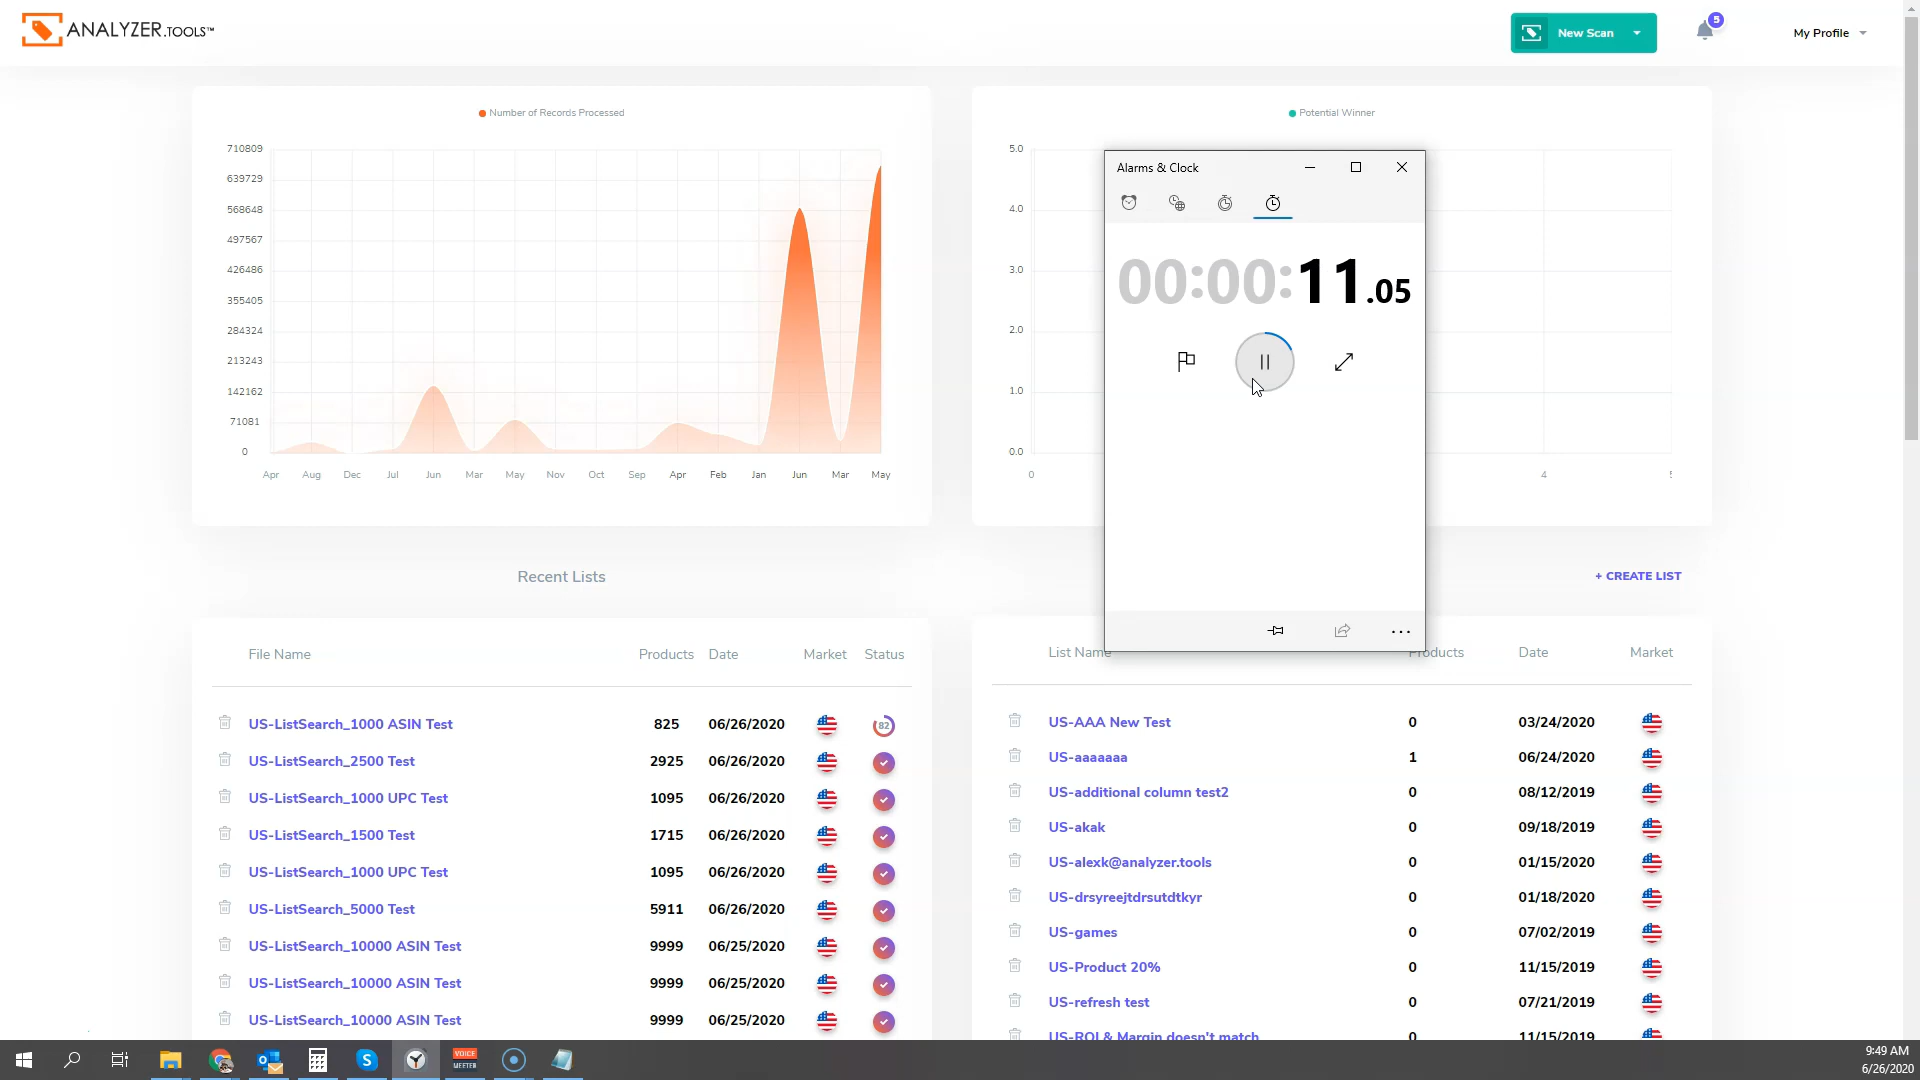 ANALYZER.TOOLS™
New Scan
5
My Profile
Number of Records Processed
710809
639729
568648
497567
426486
355405
284324
213243
142162
71081
0
Apr Aug Dec Jul Jun Mar May Nov Oct Sep Apr Feb Jan Jun Mar May
Potential Winner
5.0
4.0
3.0
2.0
1.0
0.0
0 4
Alarms & Clock
00:00:11.05
Recent Lists
+ CREATE LIST
File Name Products Date Market Status
US-ListSearch_1000 ASIN Test 825 06/26/2020 82
US-ListSearch_2500 Test 2925 06/26/2020
US-ListSearch_1000 UPC Test 1095 06/26/2020
US-ListSearch_1500 Test 1715 06/26/2020
US-ListSearch_1000 UPC Test 1095 06/26/2020
US-ListSearch_5000 Test 5911 06/26/2020
US-ListSearch_10000 ASIN Test 9999 06/25/2020
US-ListSearch_10000 ASIN Test 9999 06/25/2020
US-ListSearch_10000 ASIN Test 9999 06/25/2020
List Name Products Date Market
US-AAA New Test 0 03/24/2020
US-aaaaaaa 1 06/24/2020
US-additional column test2 0 08/12/2019
US-akak 0 09/18/2019
US-alexk@analyzer.tools 0 01/15/2020
US-drsyreejtdrsutdtkyr 0 01/18/2020
US-games 0 07/02/2019
US-Product 20% 0 11/15/2019
US-refresh test 0 07/21/2019
US-ROI & Margin doesn't match 0 11/15/2019
VOICE
MEETER
9:49 AM
6/26/2020